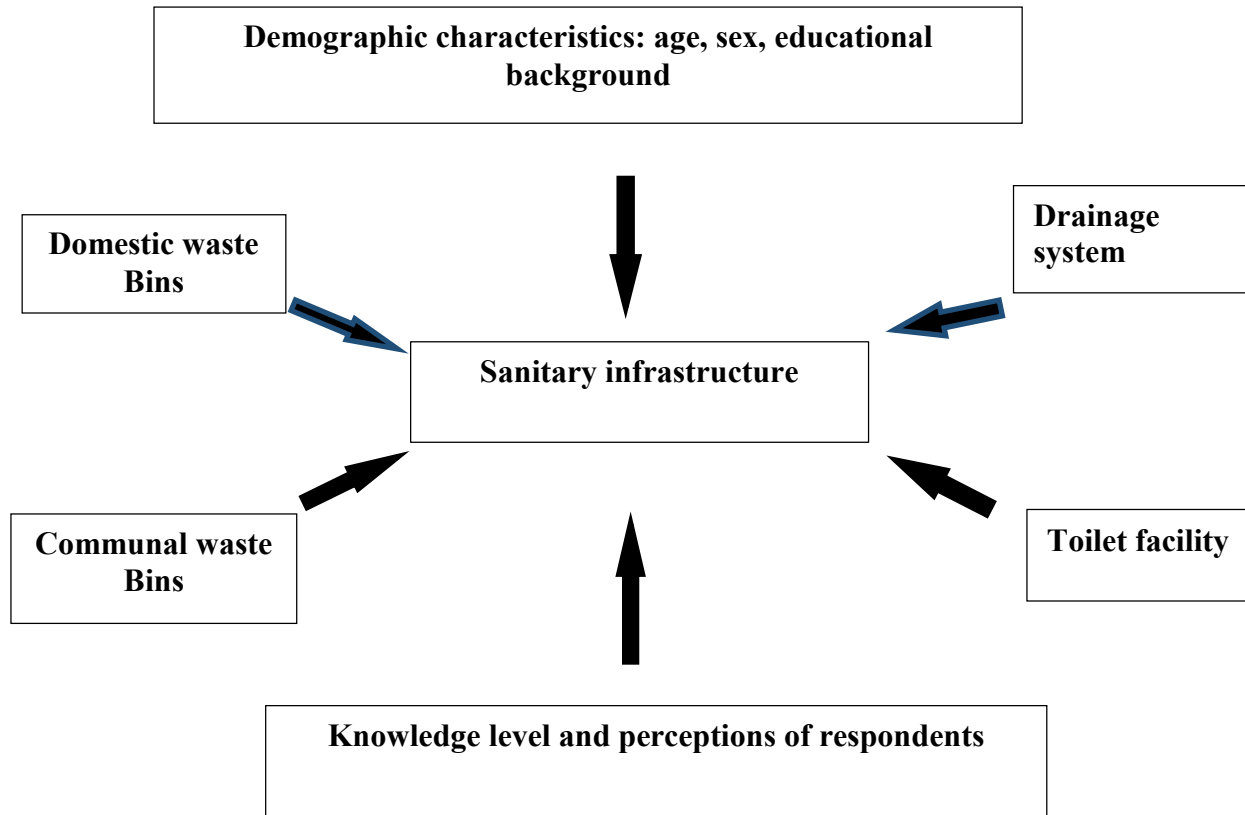 Demographic characteristics: age, sex, educational
background
Domestic waste
Bins
Drainage
system
Sanitary infrastructure
Communal waste
Bins
Toilet facility
Knowledge level and perceptions of respondents